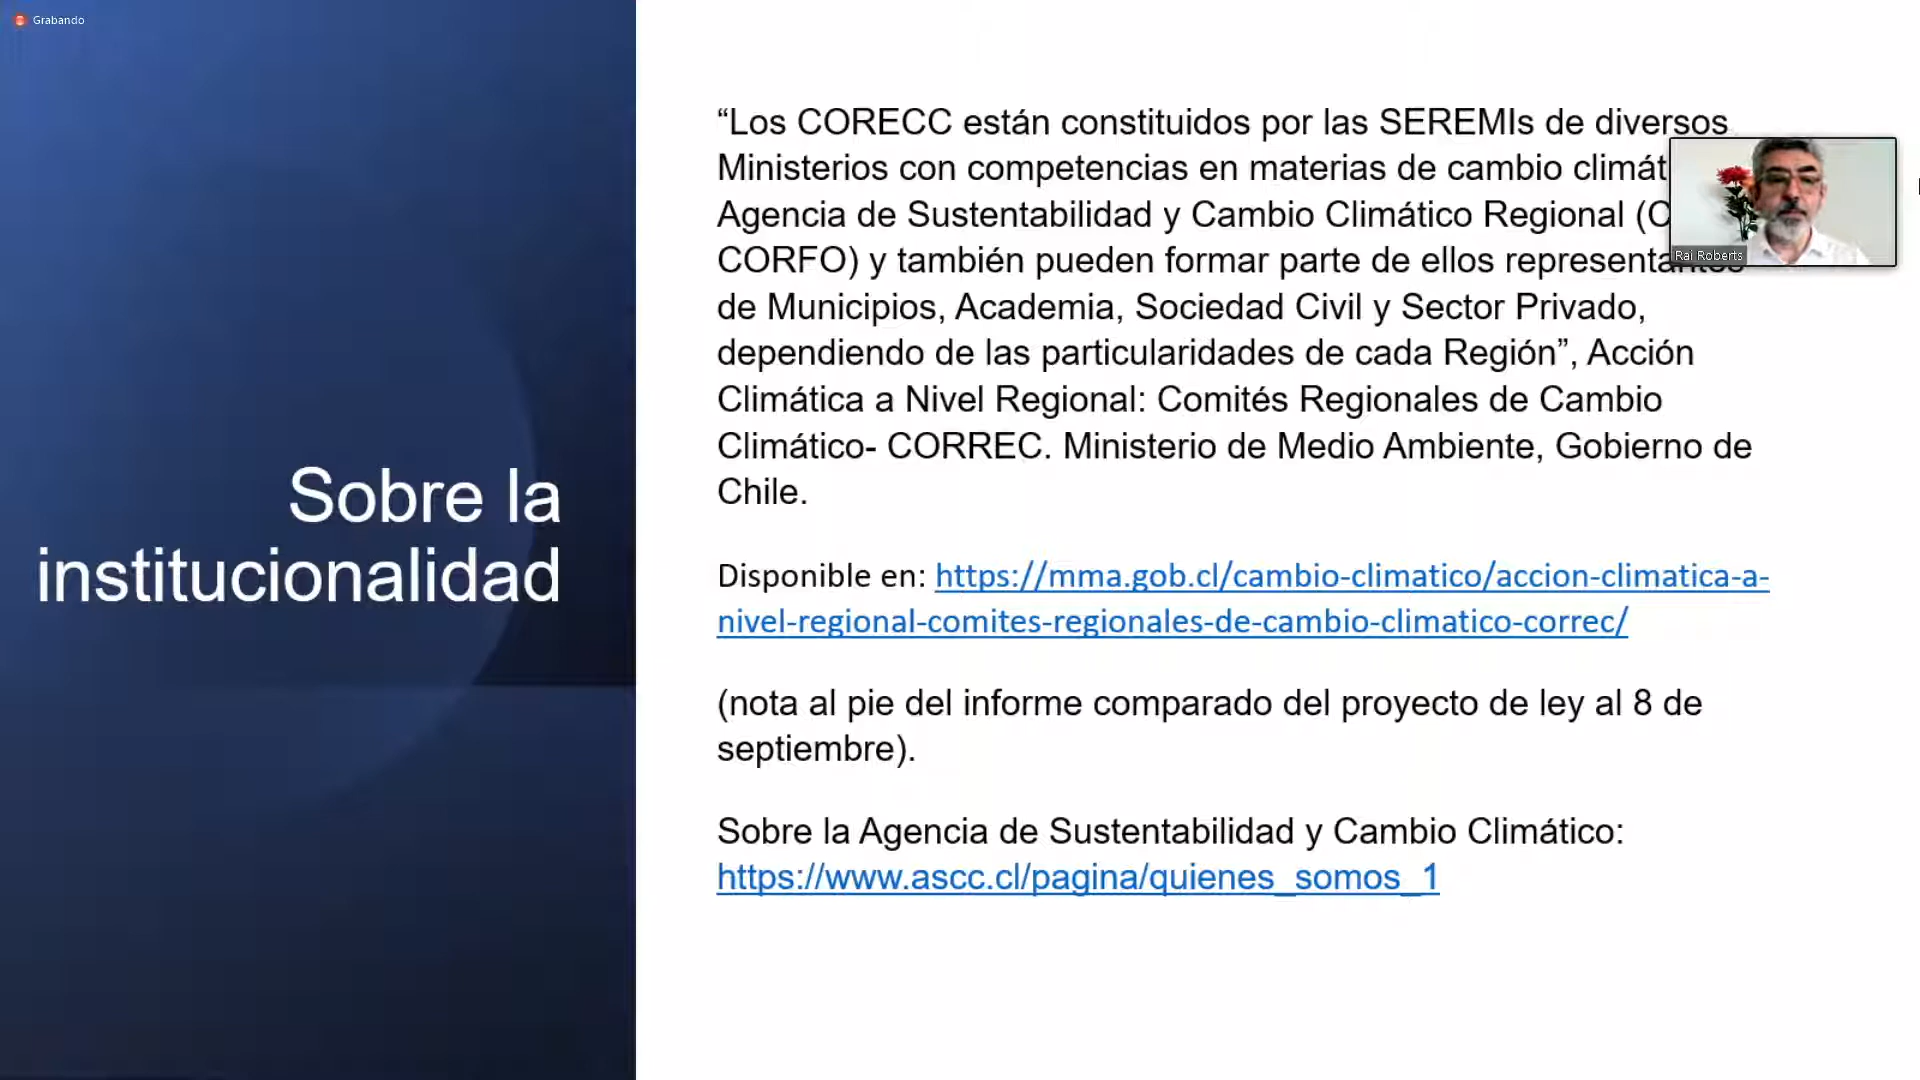 Grabando
Sobre la
institucionalidad
“Los CORECC están constituidos por las SEREMIs de diversos
Ministerios con competencias en materias de cambio
Agencia de Sustentabilidad y Cambio Climático Regional
CORFO) y también pueden formar parte de ellos representantes
de Municipios, Academia, Sociedad Civil y Sector Privado,
dependiendo de las particularidades de cada Región”, Acción
Climática a Nivel Regional: Comités Regionales de Cambio
Climático- CORREC. Ministerio de Medio Ambiente, Gobierno de
Chile.
Disponible en: https://mma.gob.cl/cambio-climatico/accion-climatica-a-
nivel-regional-comites-regionales-de-cambio-climatico-correc/
(nota al pie del informe comparado del proyecto de ley al 8 de
septiembre).
Sobre la Agencia de Sustentabilidad y Cambio Climático:
https://www.ascc.cl/pagina/quienes_somos_1
Rai Roberts